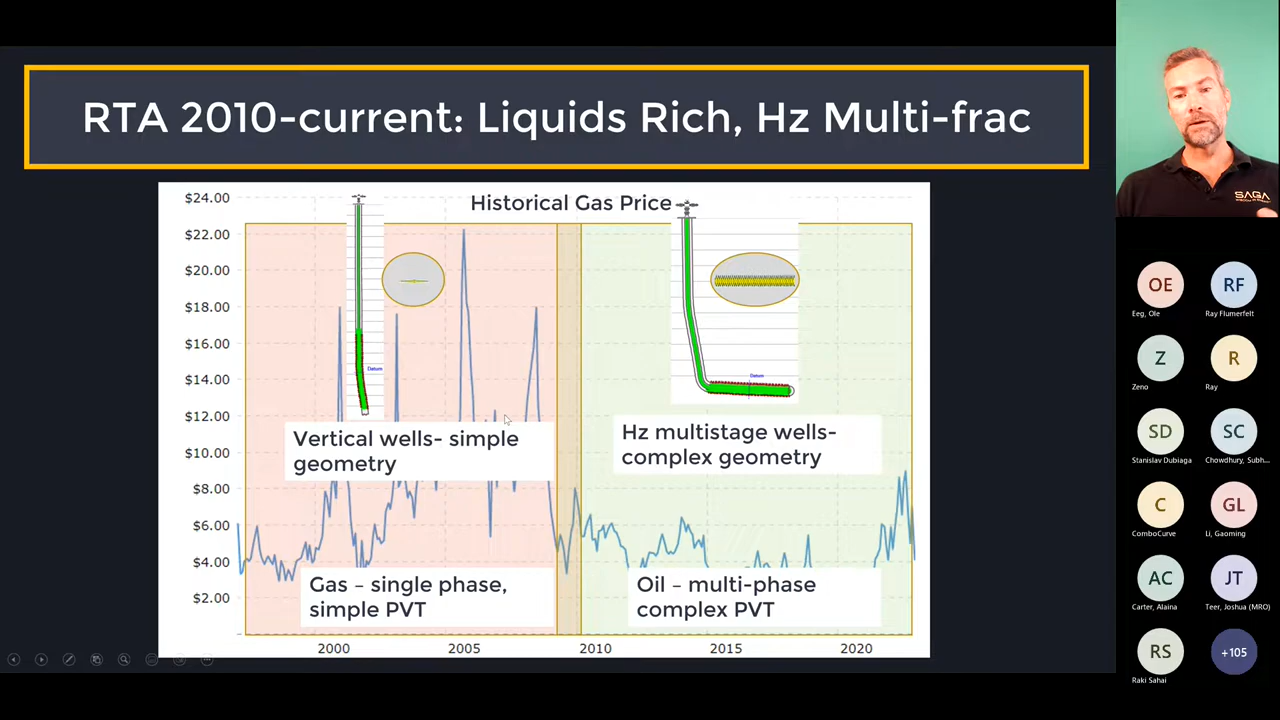 RTA 2010-current: Liquids Rich, Hz Multi-frac
Historical Gas Price
$24.00
$22.00
$20.00
$18.00
$16.00
$14.00
$12.00
$10.00
$8.00
$6.00
$4.00
$2.00
Datum
Datum
Vertical wells- simple
geometry
Hz multistage wells-
complex geometry
Gas – single phase,
simple PVT
Oil – multi-phase
complex PVT
2000
2005
2010
2015
2020
SAGA
OE
Eeg, Ole
RF
Ray Flumerfelt
Z
Zeno
R
Ray
SD
Stanislav Dubiaga
SC
Chowdhury, Subh...
C
ComboCurve
GL
Li, Gaoming
AC
Carter, Alaina
JT
Teer, Joshua (MRO)
RS
Raki Sahai
+105